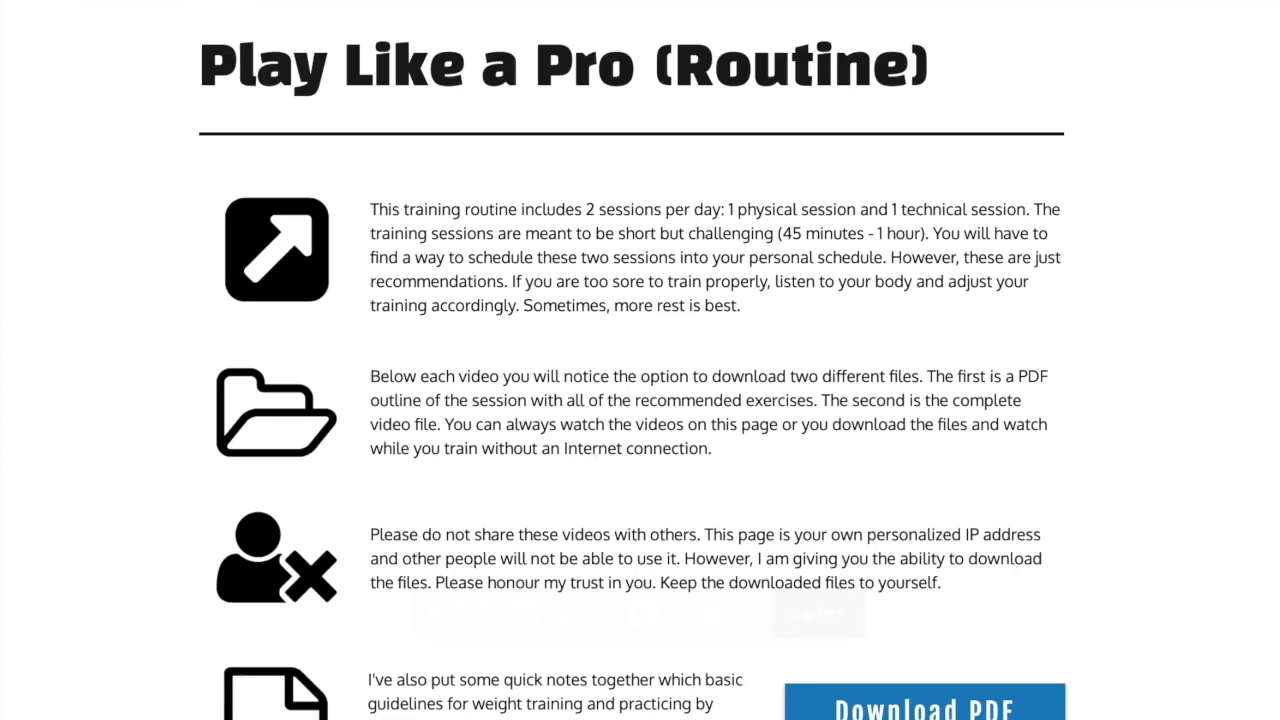 Play Like a Pro (Routine)
This training routine includes 2 sessions per day: 1 physical session and 1 technical session. The
training sessions are meant to be short but challenging (45 minutes - 1 hour). You will have to
find a way to schedule these two sessions into your personal schedule. However, these are just
recommendations. If you are too sore to train properly, listen to your body and adjust your
training accordingly. Sometimes, more rest is best.
Below each video you will notice the option to download two different files. The first is a PDF
outline of the session with all of the recommended exercises. The second is the complete
video file. You can always watch the videos on this page or you download the files and watch
while you train without an Internet connection.
Please do not share these videos with others. This page is your own personalized IP address
and other people will not be able to use it. However, I am giving you the ability to download
the files. Please honour my trust in you. Keep the downloaded files to yourself.
I've also put some quick notes together which basic
guidelines for weight training and practicing by
Download PDF